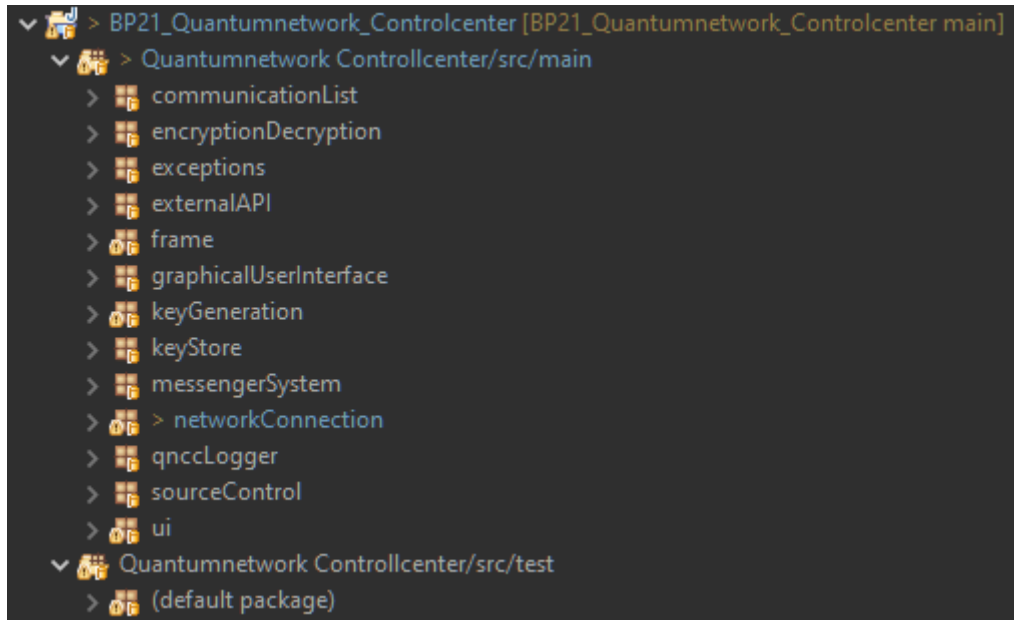 > BP21_Quantumnetwork_Controlcenter [BP21_Quantumnetwork_Controlcenter main]
> Quantumnetwork Controllcenter/src/main
communicationList
encryptionDecryption
exceptions
externalAPI
frame
graphicalUserInterface
keyGeneration
keyStore
messengerSystem
> networkConnection
qnccLogger
sourceControl
ui
Quantumnetwork Controllcenter/src/test
(default package)